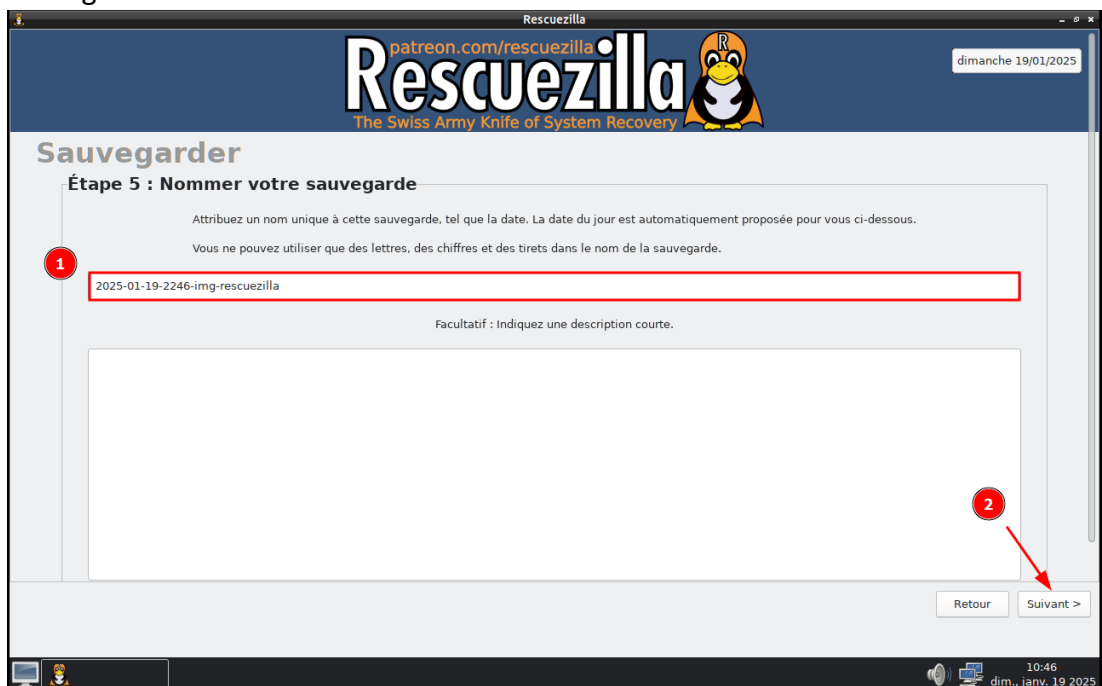 Rescuezilla
patreon.com/rescuezilla
R
Rescuezilla
The Swiss Army Knife of System Recovery
dimanche 19/01/2025
Sauvegarder
Étape 5 : Nommer votre sauvegarde
Attribuez un nom unique à cette sauvegarde, tel que la date. La date du jour est automatiquement proposée pour vous ci-dessous.
Vous ne pouvez utiliser que des lettres, des chiffres et des tirets dans le nom de la sauvegarde.
1
2025-01-19-2246-img-rescuezilla
Facultatif : Indiquez une description courte.
2
Retour
Suivant >
10:46
dim., janv. 19 2025